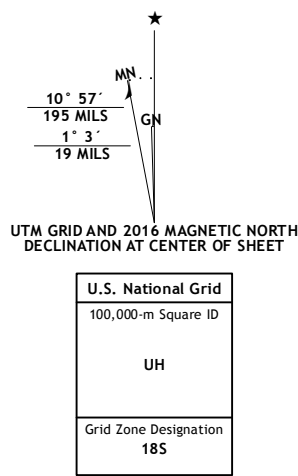 ★
MN
GN
10° 57´
195 MILS
1° 3´
19 MILS
UTM GRID AND 2016 MAGNETIC NORTH
DECLINATION AT CENTER OF SHEET
U.S. National Grid
100,000-m Square ID
UH
Grid Zone Designation
18S